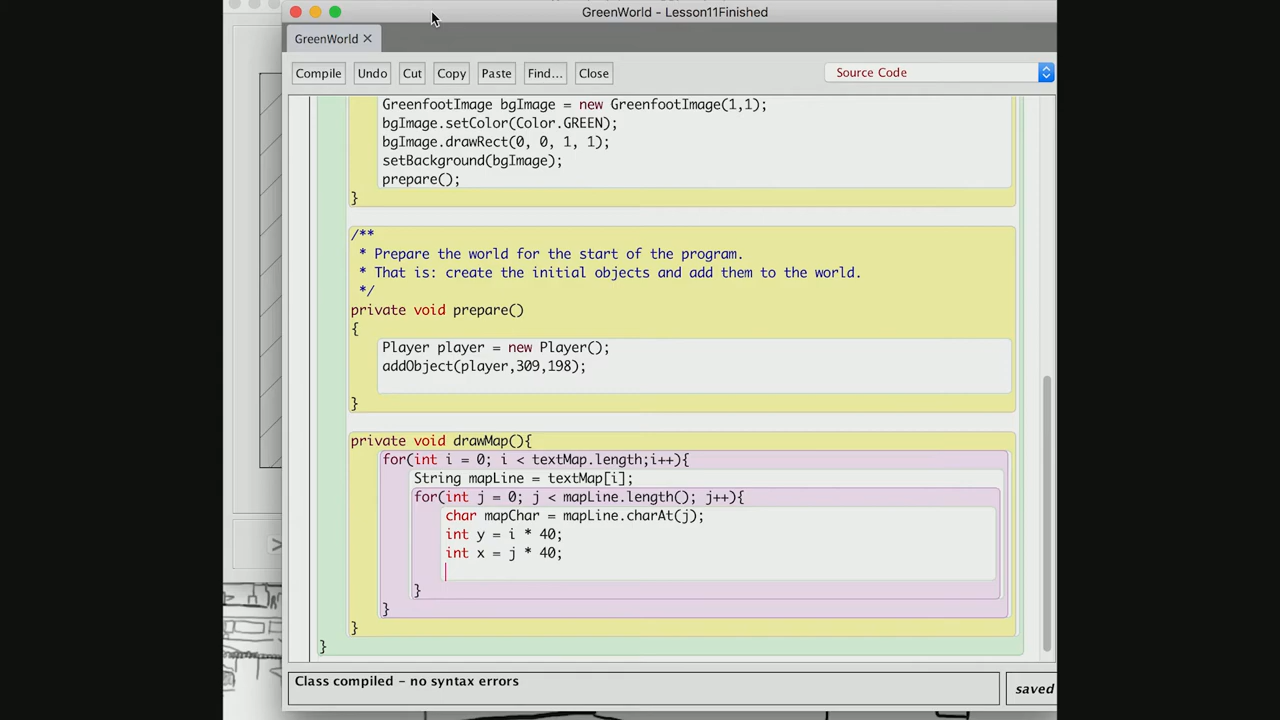 GreenWorld - Lesson11Finished
GreenWorld ×
Compile Undo Cut Copy Paste Find... Close Source Code
GreenfootImage bgImage = new GreenfootImage(1,1);
bgImage.setColor(Color.GREEN);
bgImage.drawRect(0, 0, 1, 1);
setBackground(bgImage);
prepare();
}
/**
* Prepare the world for the start of the program.
* That is: create the initial objects and add them to the world.
*/
private void prepare()
{
Player player = new Player();
addObject(player,309,198);
}
private void drawMap(){
for(int i = 0; i < textMap.length;i++){
String mapLine = textMap[i];
for(int j = 0; j < mapLine.length(); j++){
char mapChar = mapLine.charAt(j);
int y = i * 40;
int x = j * 40;
}
}
}
}
Class compiled - no syntax errors
saved